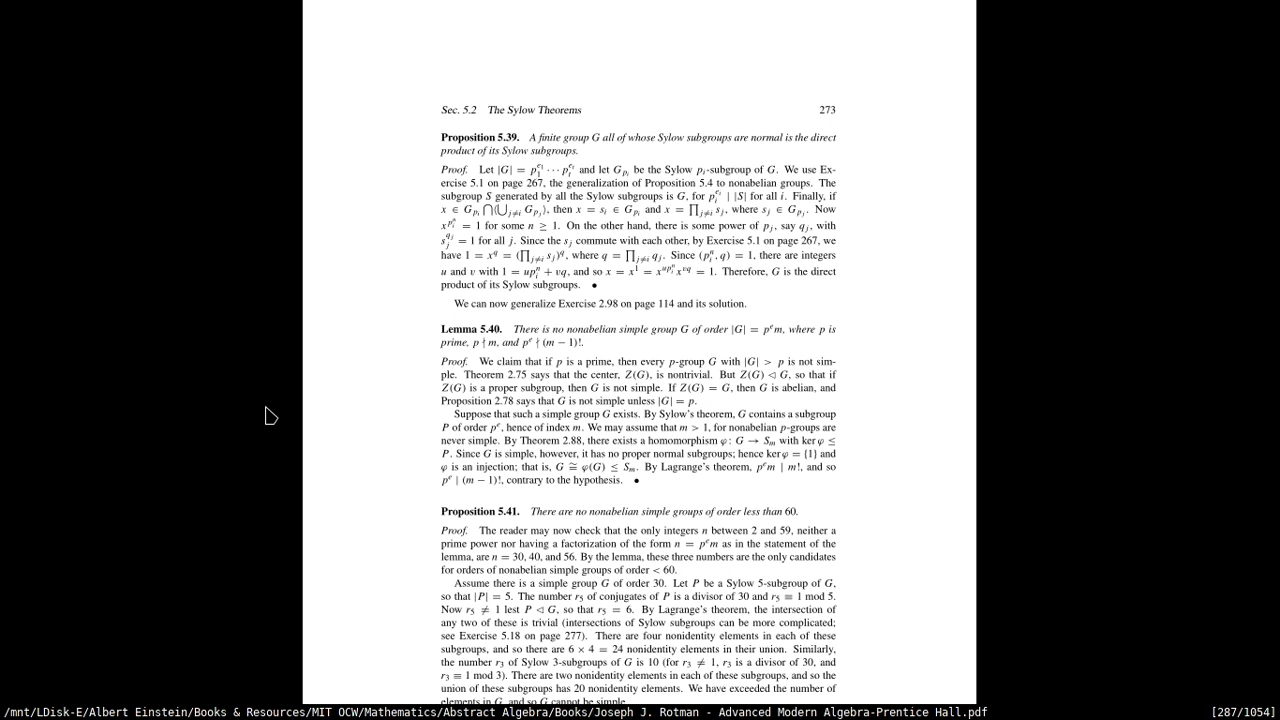 Sec. 5.2 The Sylow Theorems 273
Proposition 5.39. A finite group G all of whose Sylow subgroups are normal is the direct
product of its Sylow subgroups.
Proof. Let |G| = p_1^{e_1} ··· p_t^{e_t} and let G_{p_i} be the Sylow p_i-subgroup of G. We use Ex-
ercise 5.1 on page 267, the generalization of Proposition 5.4 to nonabelian groups. The
subgroup S generated by all the Sylow subgroups is G, for p_i^{e_i} | |S| for all i. Finally, if
x ∈ G_{p_i} ⋂(⋃_{j≠i} G_{p_j}), then x = s_i ∈ G_{p_i} and x = ∏_{j≠i} s_j, where s_j ∈ G_{p_j}. Now
x^{p_i^n} = 1 for some n ≥ 1. On the other hand, there is some power of p_j, say q_j, with
s_j^{q_j} = 1 for all j. Since the s_j commute with each other, by Exercise 5.1 on page 267, we
have 1 = x^q = (∏_{j≠i} s_j)^q, where q = ∏_{j≠i} q_j. Since (p_i^n, q) = 1, there are integers
u and v with 1 = up_i^n + vq, and so x = x^1 = x^{up_i^n} x^{vq} = 1. Therefore, G is the direct
product of its Sylow subgroups. •
We can now generalize Exercise 2.98 on page 114 and its solution.
Lemma 5.40. There is no nonabelian simple group G of order |G| = p^e m, where p is
prime, p ∤ m, and p^e ∤ (m − 1)!.
Proof. We claim that if p is a prime, then every p-group G with |G| > p is not sim-
ple. Theorem 2.75 says that the center, Z(G), is nontrivial. But Z(G) ◁ G, so that if
Z(G) is a proper subgroup, then G is not simple. If Z(G) = G, then G is abelian, and
Proposition 2.78 says that G is not simple unless |G| = p.
Suppose that such a simple group G exists. By Sylow's theorem, G contains a subgroup
P of order p^e, hence of index m. We may assume that m > 1, for nonabelian p-groups are
never simple. By Theorem 2.88, there exists a homomorphism φ: G → S_m with ker φ ≤
P. Since G is simple, however, it has no proper normal subgroups; hence ker φ = {1} and
φ is an injection; that is, G ≅ φ(G) ≤ S_m. By Lagrange's theorem, p^e m | m!, and so
p^e | (m − 1)!, contrary to the hypothesis. •
Proposition 5.41. There are no nonabelian simple groups of order less than 60.
Proof. The reader may now check that the only integers n between 2 and 59, neither a
prime power nor having a factorization of the form n = p^e m as in the statement of the
lemma, are n = 30, 40, and 56. By the lemma, these three numbers are the only candidates
for orders of nonabelian simple groups of order < 60.
Assume there is a simple group G of order 30. Let P be a Sylow 5-subgroup of G,
so that |P| = 5. The number r_5 of conjugates of P is a divisor of 30 and r_5 ≡ 1 mod 5.
Now r_5 ≠ 1 lest P ◁ G, so that r_5 = 6. By Lagrange's theorem, the intersection of
any two of these is trivial (intersections of Sylow subgroups can be more complicated;
see Exercise 5.18 on page 277). There are four nonidentity elements in each of these
subgroups, and so there are 6 × 4 = 24 nonidentity elements in their union. Similarly,
the number r_3 of Sylow 3-subgroups of G is 10 (for r_3 ≠ 1, r_3 is a divisor of 30, and
r_3 ≡ 1 mod 3). There are two nonidentity elements in each of these subgroups, and so the
union of these subgroups has 20 nonidentity elements. We have exceeded the number of
elements in G, and so G cannot be simple.
/mnt/LDisk-E/Albert Einstein/Books & Resources/MIT OCW/Mathematics/Abstract Algebra/Books/Joseph J. Rotman - Advanced Modern Algebra-Prentice Hall.pdf [287/1054]